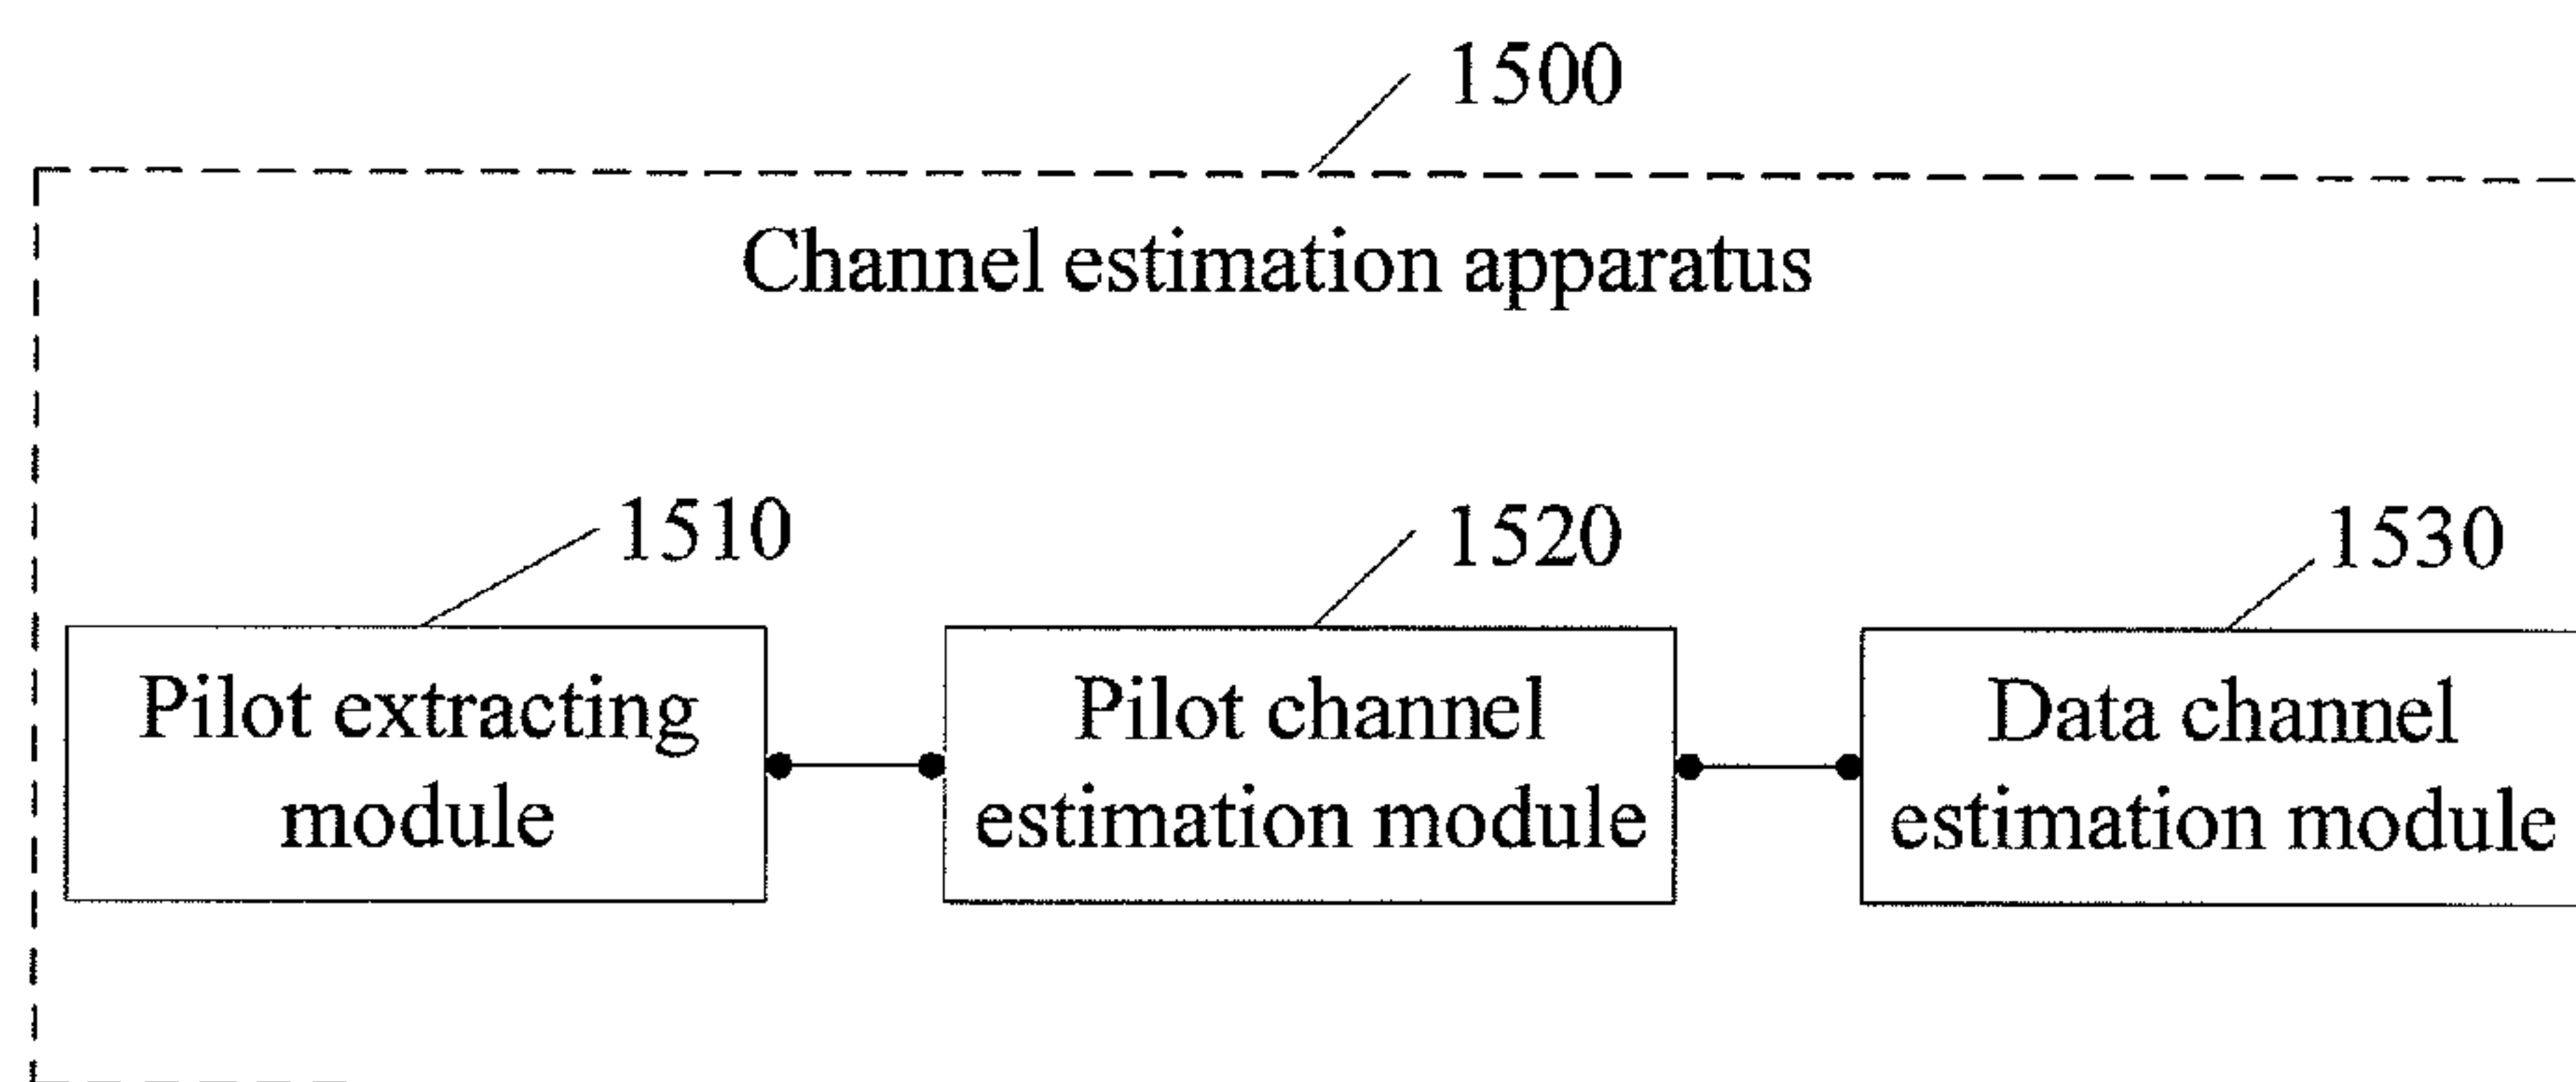 1500
Channel estimation apparatus
1510
1520
1530
Pilot extracting
module
Pilot channel
estimation module
Data channel
estimation module